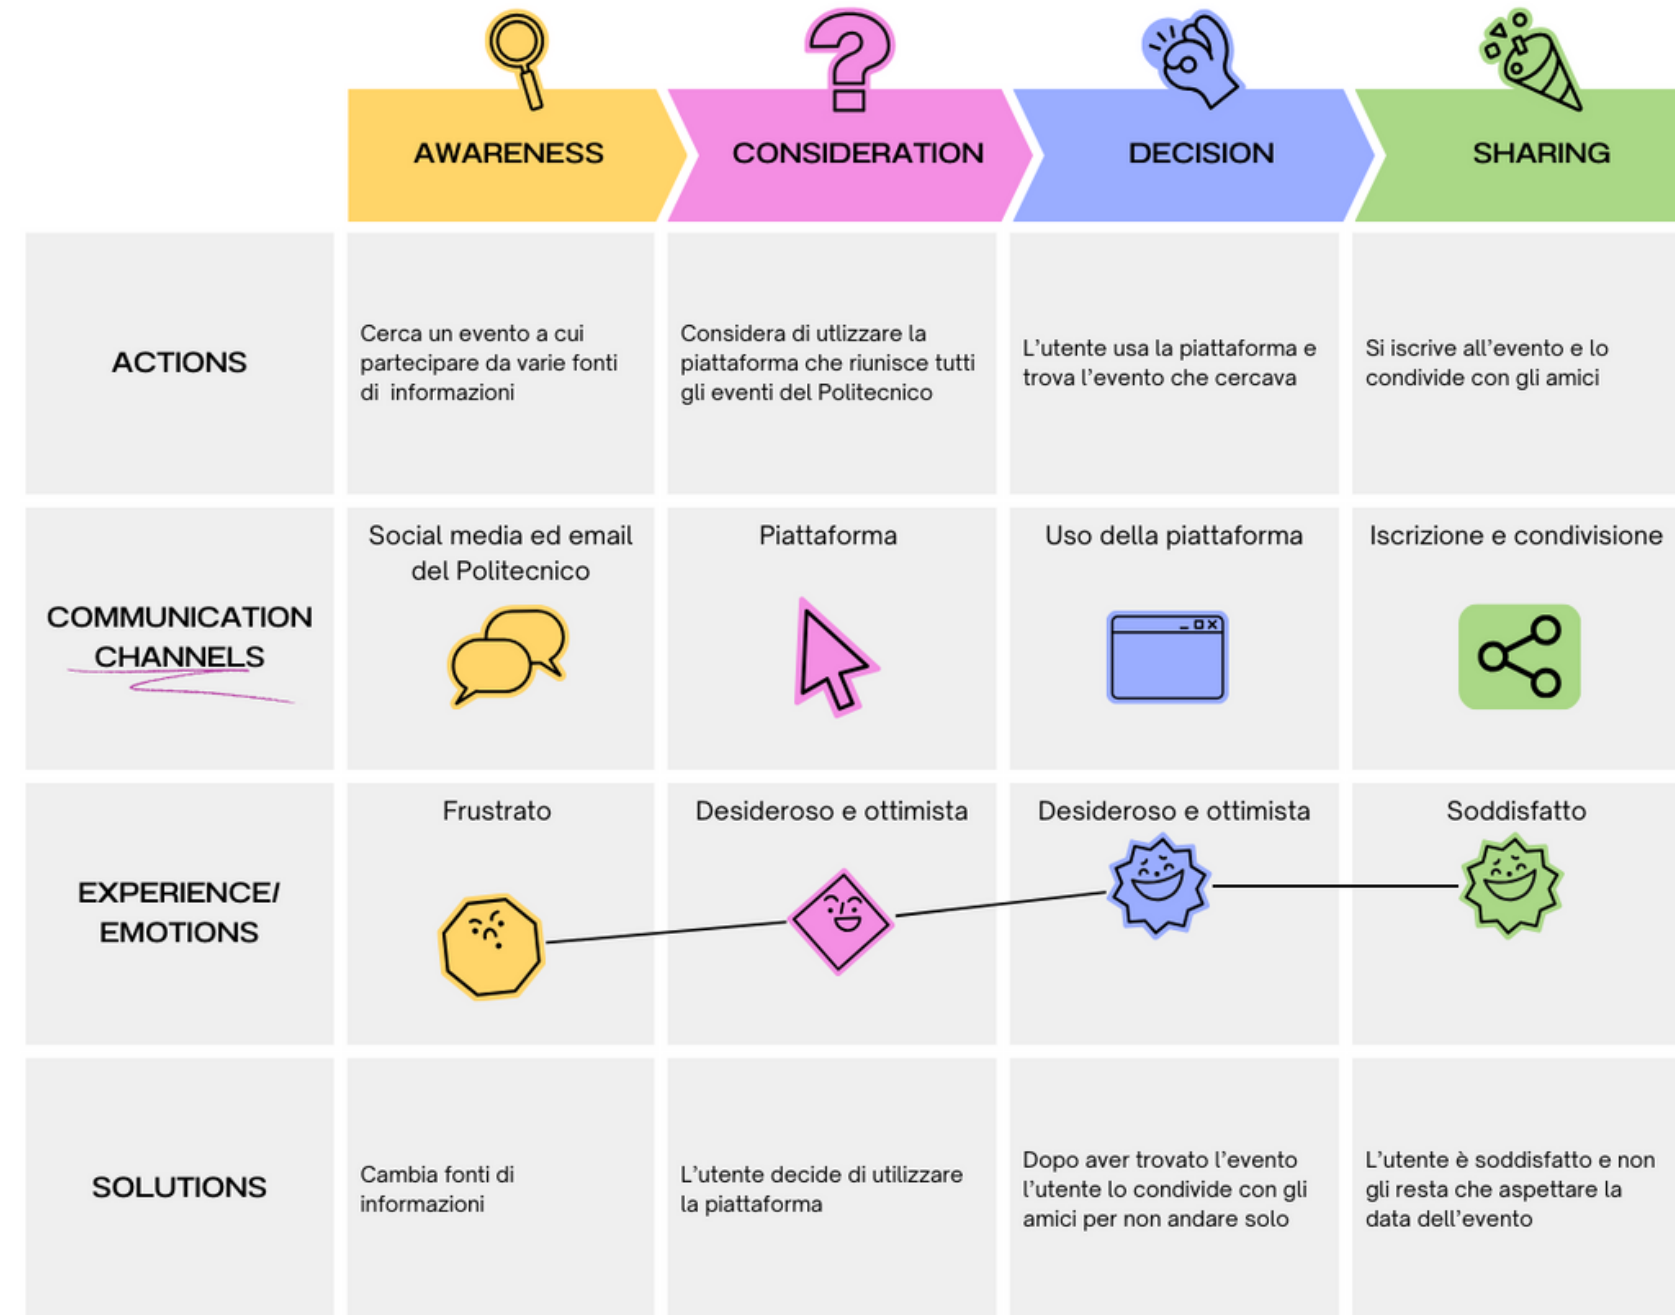 AWARENESS
CONSIDERATION
DECISION
SHARING
ACTIONS
Cerca un evento a cui
partecipare da varie fonti
di informazioni
Considera di utlizzare la
piattaforma che riunisce tutti
gli eventi del Politecnico
L'utente usa la piattaforma e
trova l'evento che cercava
Si iscrive all'evento e lo
condivide con gli amici
COMMUNICATION
CHANNELS
Social media ed email
del Politecnico
Piattaforma
Uso della piattaforma
Iscrizione e condivisione
EXPERIENCE/
EMOTIONS
Frustrato
Desideroso e ottimista
Desideroso e ottimista
Soddisfatto
SOLUTIONS
Cambia fonti di
informazioni
L'utente decide di utilizzare
la piattaforma
Dopo aver trovato l'evento
l'utente lo condivide con gli
amici per non andare solo
L'utente è soddisfatto e non
gli resta che aspettare la
data dell'evento